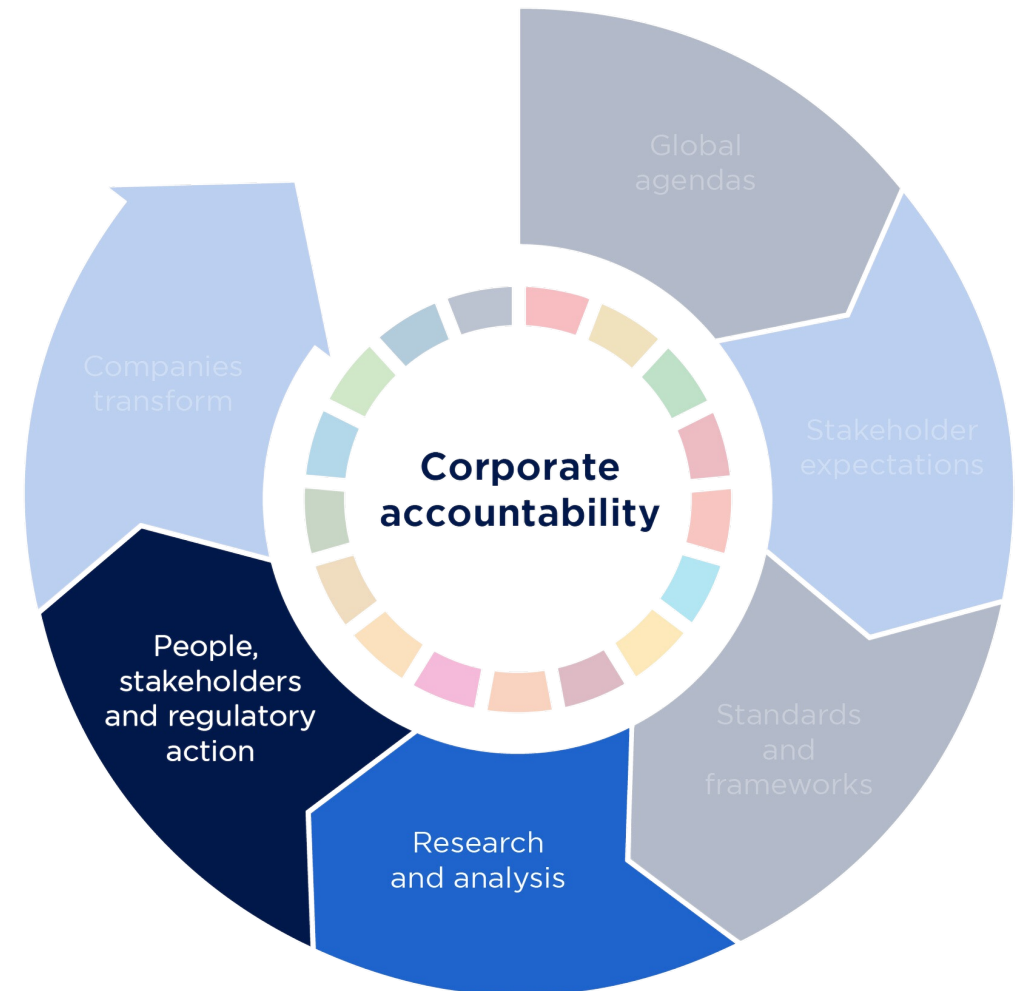 Global
agendas
Stakeholder
expectations
Standards
and
frameworks
Research
and analysis
People,
stakeholders
and regulatory
action
Companies
transform
Corporate
accountability